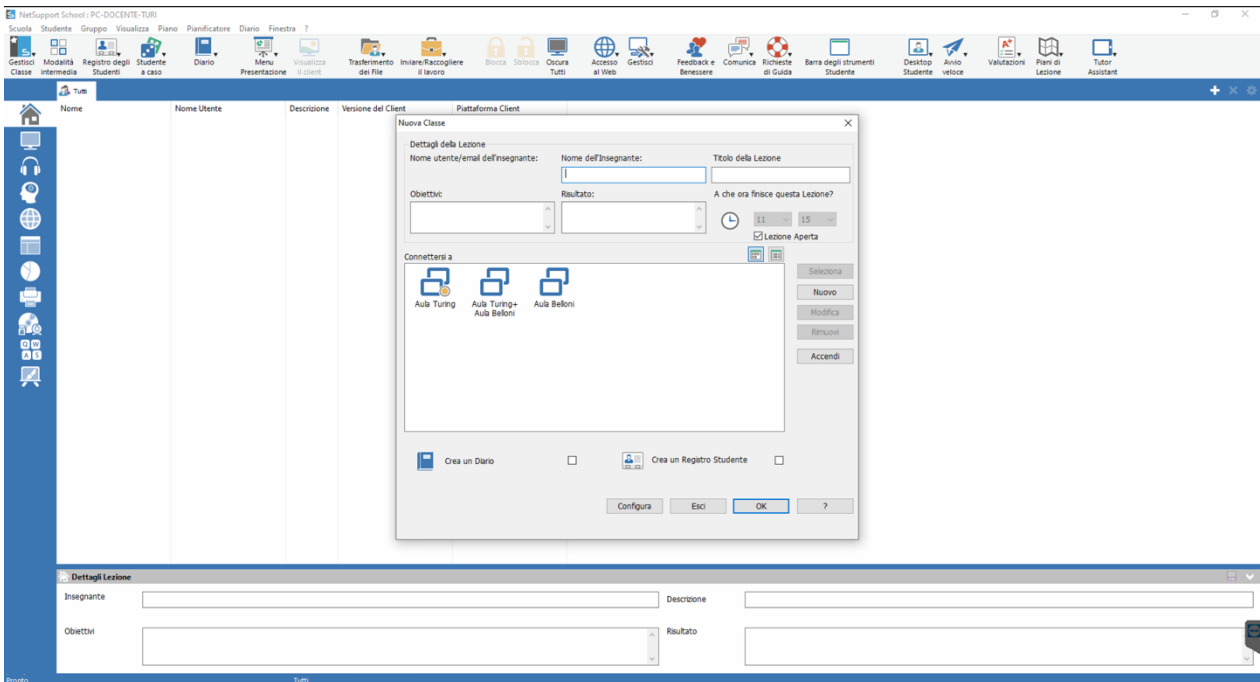 NetSupport School : PC-DOCENTE-TURI
Scuola Studente Gruppo Visualizza Piano Pianificatore Diario Finestra ?
Gestisci Classe
Modalità intermedia
Registro degli Studenti
Studente a caso
Diario
Menu Presentazione
Visualizza il client
Trasferimento dei File
Inviare/Raccogliere il lavoro
Blocca
Sblocca
Oscura Tutti
Accesso al Web
Gestisci
Feedback e Benessere
Comunica
Richieste di Guida
Barra degli strumenti Studente
Desktop Studente
Avvio veloce
Valutazioni
Piani di Lezione
Tutor Assistant
Tutti
Nome Nome Utente Descrizione Versione del Client Piattaforma Client
Nuova Classe
Dettagli della Lezione
Nome utente/email dell'insegnante: Nome dell'Insegnante: Titolo della Lezione
Obiettivi: Risultato: A che ora finisce questa Lezione?
11 15
Lezione Aperta
Connettersi a
Aula Turing
Aula Turing+
Aula Belloni
Aula Belloni
Seleziona
Nuovo
Modifica
Rimuovi
Accendi
Crea un Diario Crea un Registro Studente
Configura Esci OK ?
Q W
A S
Dettagli Lezione
Insegnante Descrizione
Obiettivi Risultato
Pronto Tutti